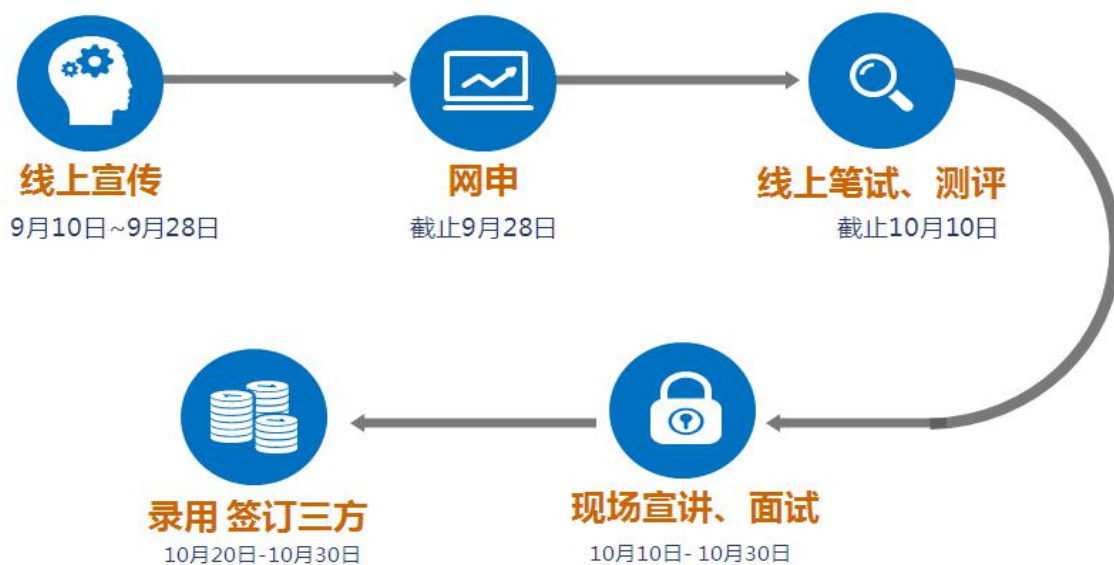 线上宣传
9月10日~9月28日
网申
截止9月28日
线上笔试、测评
截止10月10日
现场宣讲、面试
10月10日- 10月30日
录用 签订三方
10月20日-10月30日